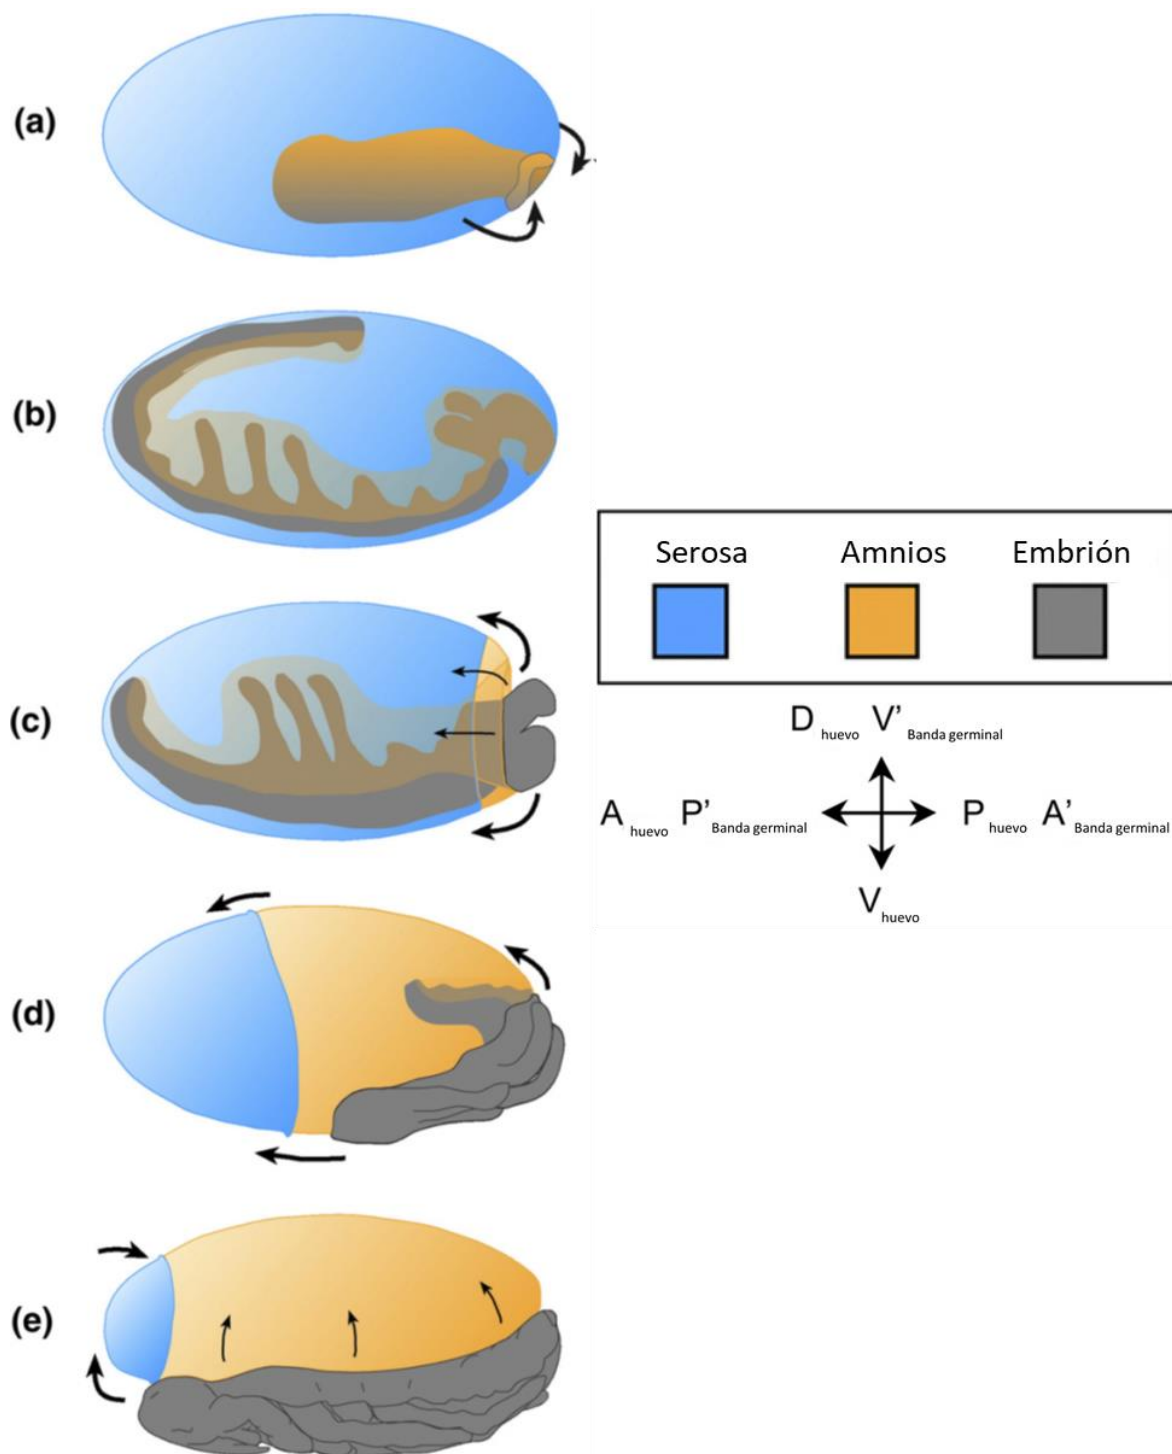 (a)
(b)
Serosa Amnios Embrión
(c)
D huevo V' Banda germinal
A huevo P' Banda germinal P huevo A' Banda germinal
V huevo
(d)
(e)